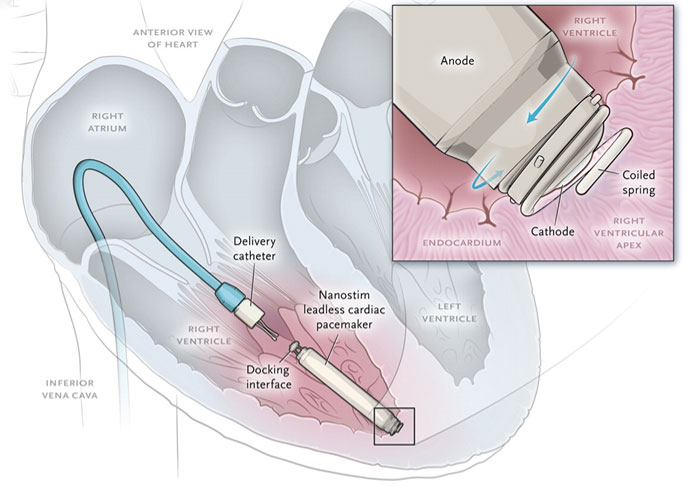 ANTERIOR VIEW
OF HEART
RIGHT
ATRIUM
Delivery
catheter
Nanostim
leadless cardiac
pacemaker
RIGHT
VENTRICLE
LEFT
VENTRICLE
Docking
interface
INFERIOR
VENA CAVA
RIGHT
VENTRICLE
Anode
Coiled
spring
Cathode
ENDOCARDIUM
RIGHT
VENTRICULAR
APEX